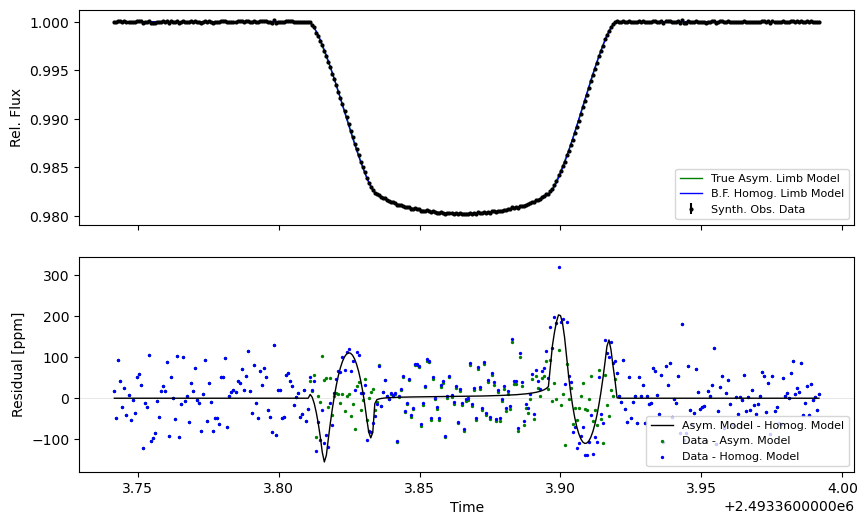 1.000
0.995
0.990
0.985
0.980
Rel. Flux
True Asym. Limb Model
B.F. Homog. Limb Model
Synth. Obs. Data
300
200
100
0
−100
Residual [ppm]
Asym. Model - Homog. Model
Data - Asym. Model
Data - Homog. Model
3.75
3.80
3.85
3.90
3.95
4.00
Time
+2.4933600000e6